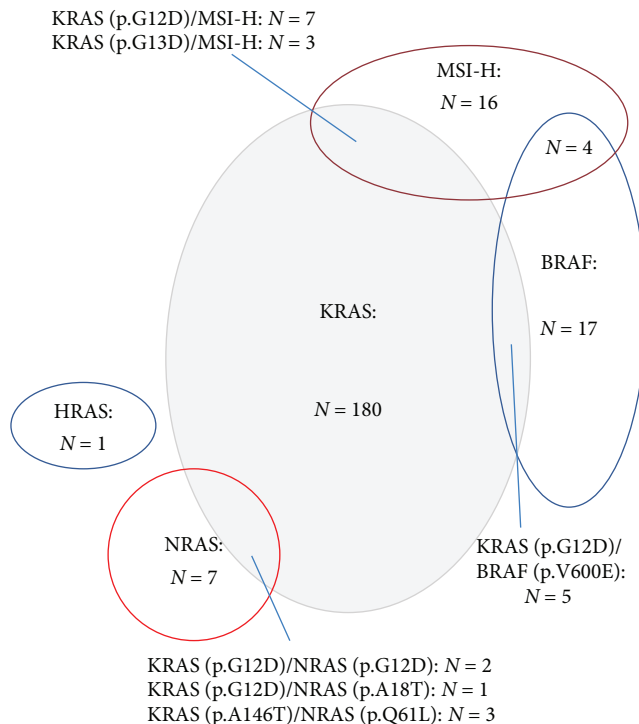 KRAS (p.G12D)/MSI-H: N = 7
KRAS (p.G13D)/MSI-H: N = 3
MSI-H:
N = 16
N = 4
BRAF:
N = 17
KRAS:
N = 180
HRAS:
N = 1
NRAS:
N = 7
KRAS (p.G12D)/
BRAF (p.V600E):
N = 5
KRAS (p.G12D)/NRAS (p.G12D): N = 2
KRAS (p.G12D)/NRAS (p.A18T): N = 1
KRAS (p.A146T)/NRAS (p.Q61L): N = 3